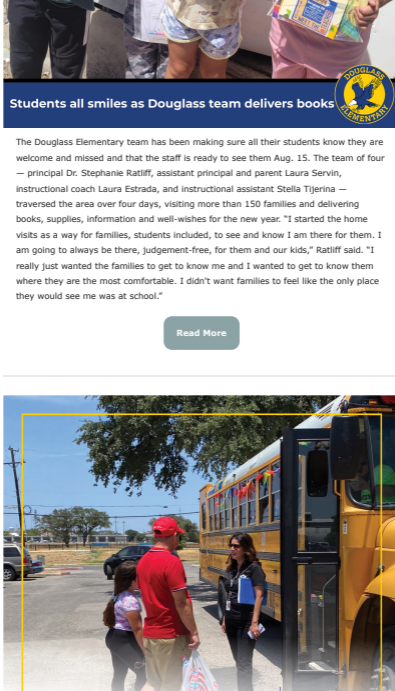 Students all smiles as Douglass team delivers books
DOUGLASS
ELEMENTARY
The Douglass Elementary team has been making sure all their students know they are
welcome and missed and that the staff is ready to see them Aug. 15. The team of four
— principal Dr. Stephanie Ratliff, assistant principal and parent Laura Servin,
instructional coach Laura Estrada, and instructional assistant Stella Tijerina —
traversed the area over four days, visiting more than 150 families and delivering
books, supplies, information and well-wishes for the new year. “I started the home
visits as a way for families, students included, to see and know I am there for them. I
am going to always be there, judgement-free, for them and our kids,” Ratliff said. “I
really just wanted the families to get to know me and I wanted to get to know them
where they are the most comfortable. I didn't want families to feel like the only place
they would see me was at school.”
Read More